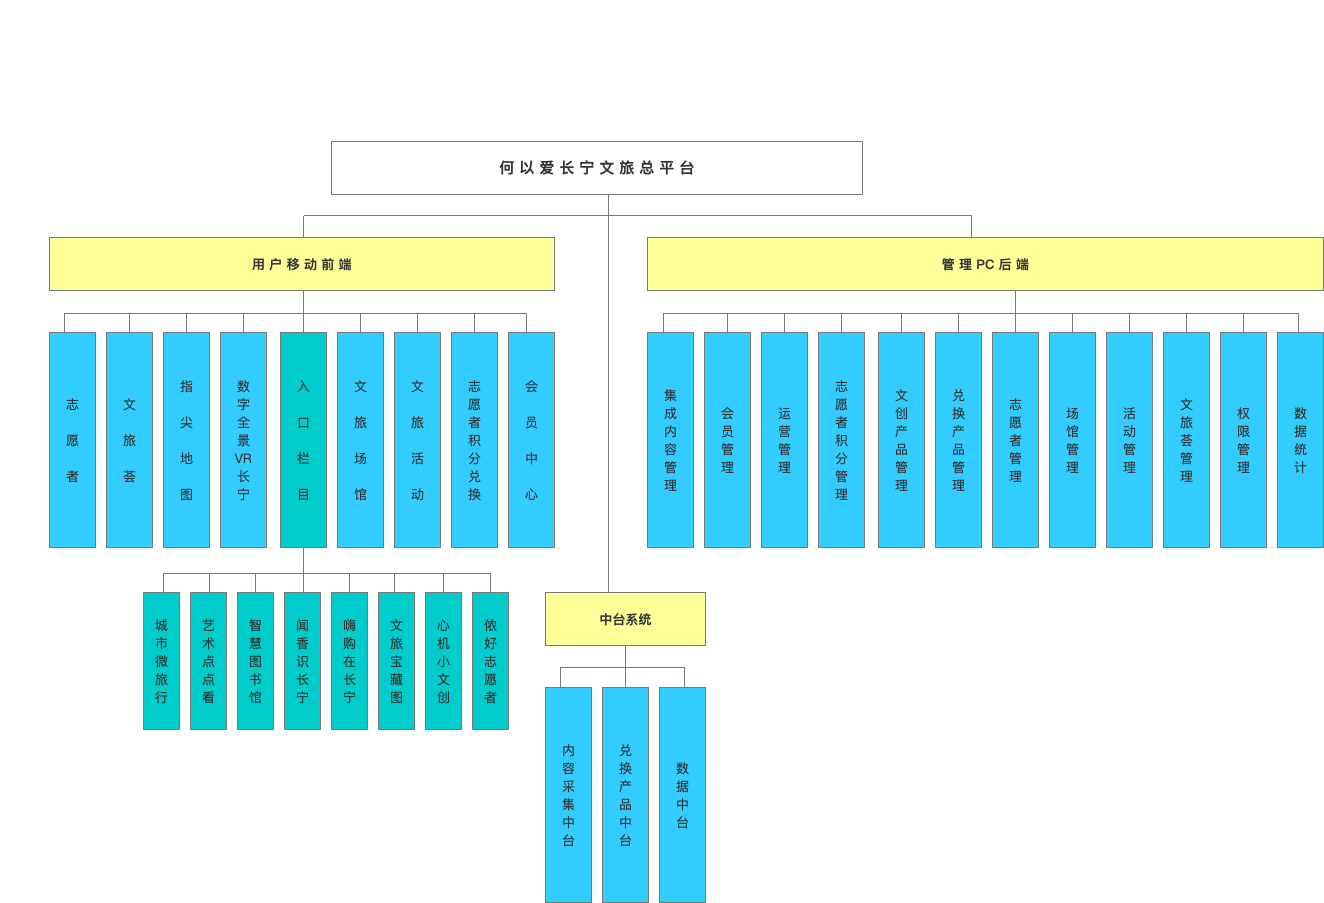 何以爱长宁文旅总平台
用户移动前端
管理PC后端
志愿者
文旅荟
指尖地图
数字全景VR长宁
入口栏目
文旅场馆
文旅活动
志愿者积分兑换
会员中心
集成内容管理
会员管理
运营管理
志愿者积分管理
文创产品管理
兑换产品管理
志愿者管理
场馆管理
活动管理
文旅荟管理
权限管理
数据统计
城市微旅行
艺术点点看
智慧图书馆
闻香识长宁
嗨购在长宁
文旅宝藏图
心机小文创
侬好志愿者
中台系统
内容采集中台
兑换产品中台
数据中台